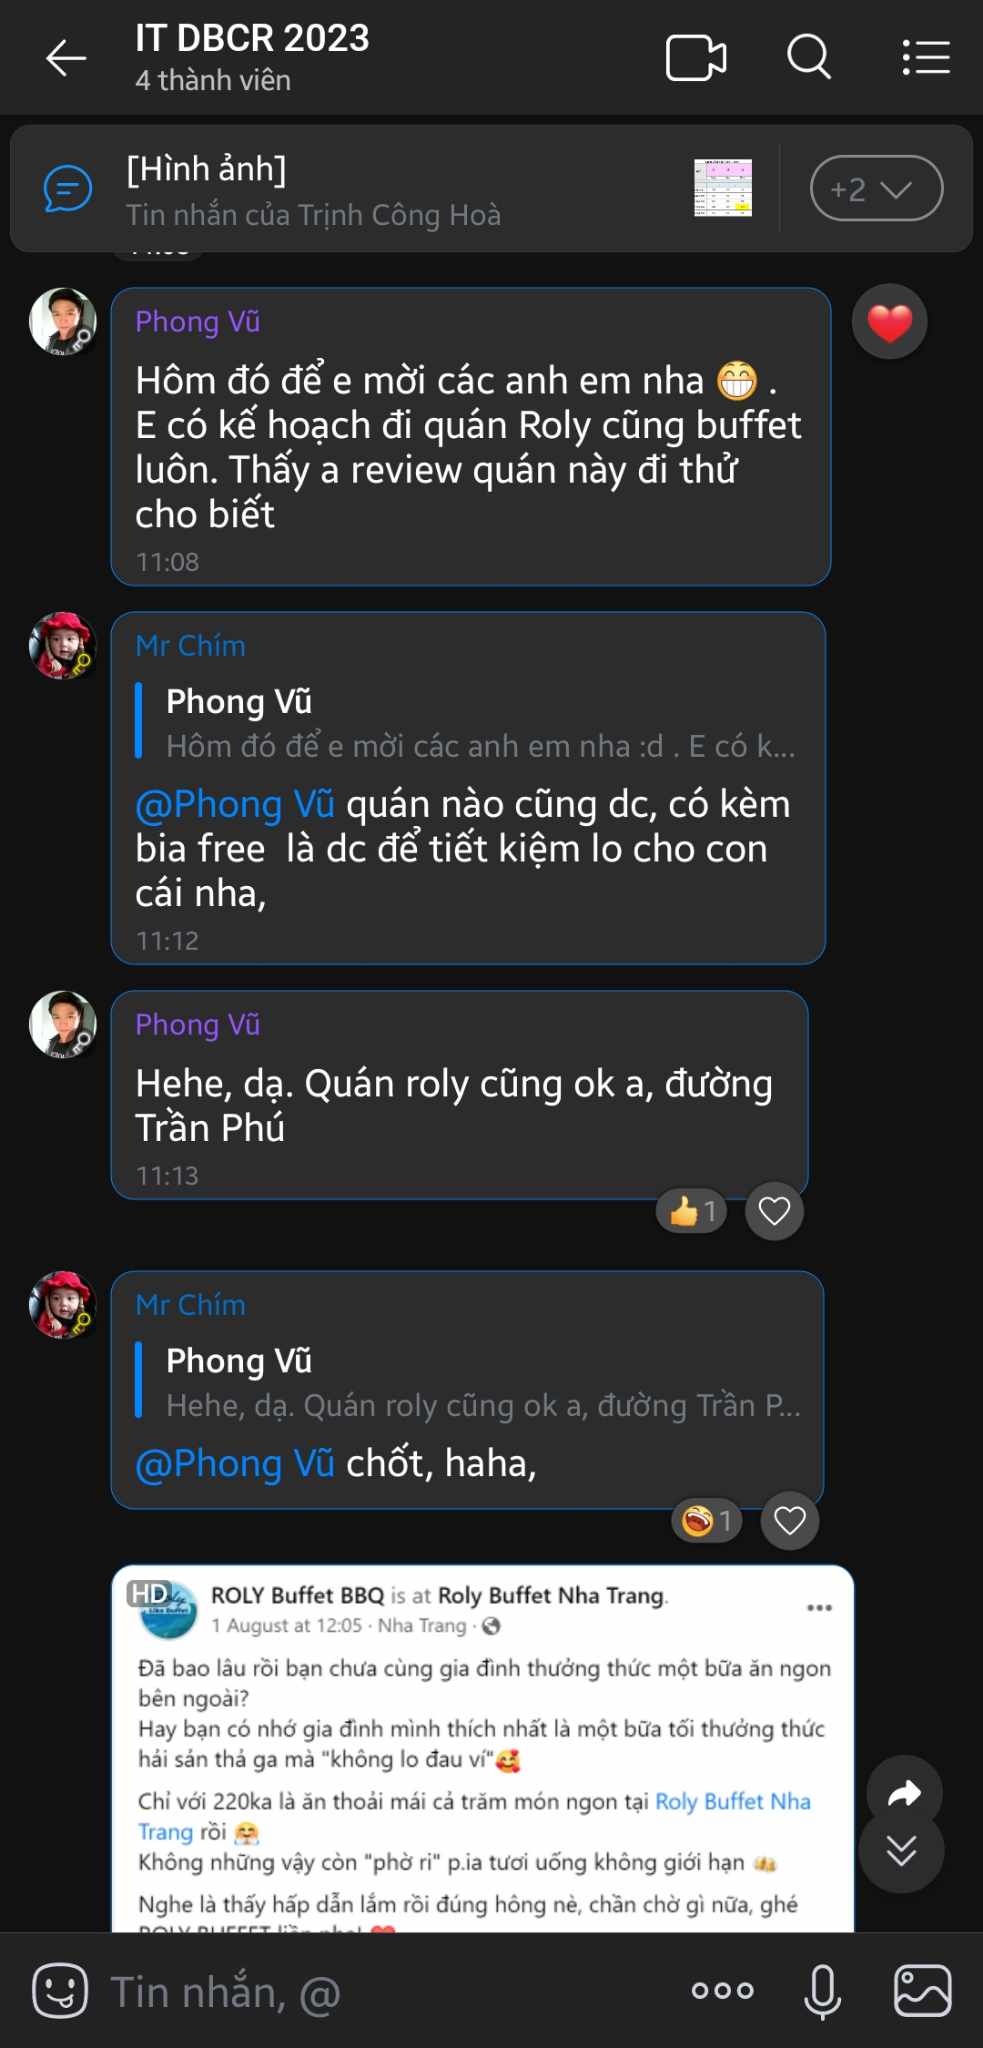 IT DBCR 2023
4 thành viên
[Hình ảnh]
Tin nhắn của Trịnh Công Hoà
+2
Phong Vũ
Hôm đó để e mời các anh em nha 😁 .
E có kế hoạch đi quán Roly cũng buffet
luôn. Thấy a review quán này đi thử
cho biết
11:08
Mr Chím
Phong Vũ
Hôm đó để e mời các anh em nha :d . E có k...
@Phong Vũ quán nào cũng dc, có kèm
bia free  là dc để tiết kiệm lo cho con
cái nha,
11:12
Phong Vũ
Hehe, dạ. Quán roly cũng ok a, đường
Trần Phú
11:13
1
Mr Chím
Phong Vũ
Hehe, dạ. Quán roly cũng ok a, đường Trần P...
@Phong Vũ chốt, haha,
1
HD
ROLY Buffet BBQ is at Roly Buffet Nha Trang.
1 August at 12:05 · Nha Trang ·
Đã bao lâu rồi bạn chưa cùng gia đình thưởng thức một bữa ăn ngon
bên ngoài?
Hay bạn có nhớ gia đình mình thích nhất là một bữa tối thưởng thức
hải sản thả ga mà "không lo đau ví"🥰
Chỉ với 220ka là ăn thoải mái cả trăm món ngon tại Roly Buffet Nha
Trang rồi 🤗
Không những vậy còn "phờ ri" p.ia tươi uống không giới hạn 🍻
Nghe là thấy hấp dẫn lắm rồi đúng hông nè, chần chờ gì nữa, ghé
Tin nhắn, @